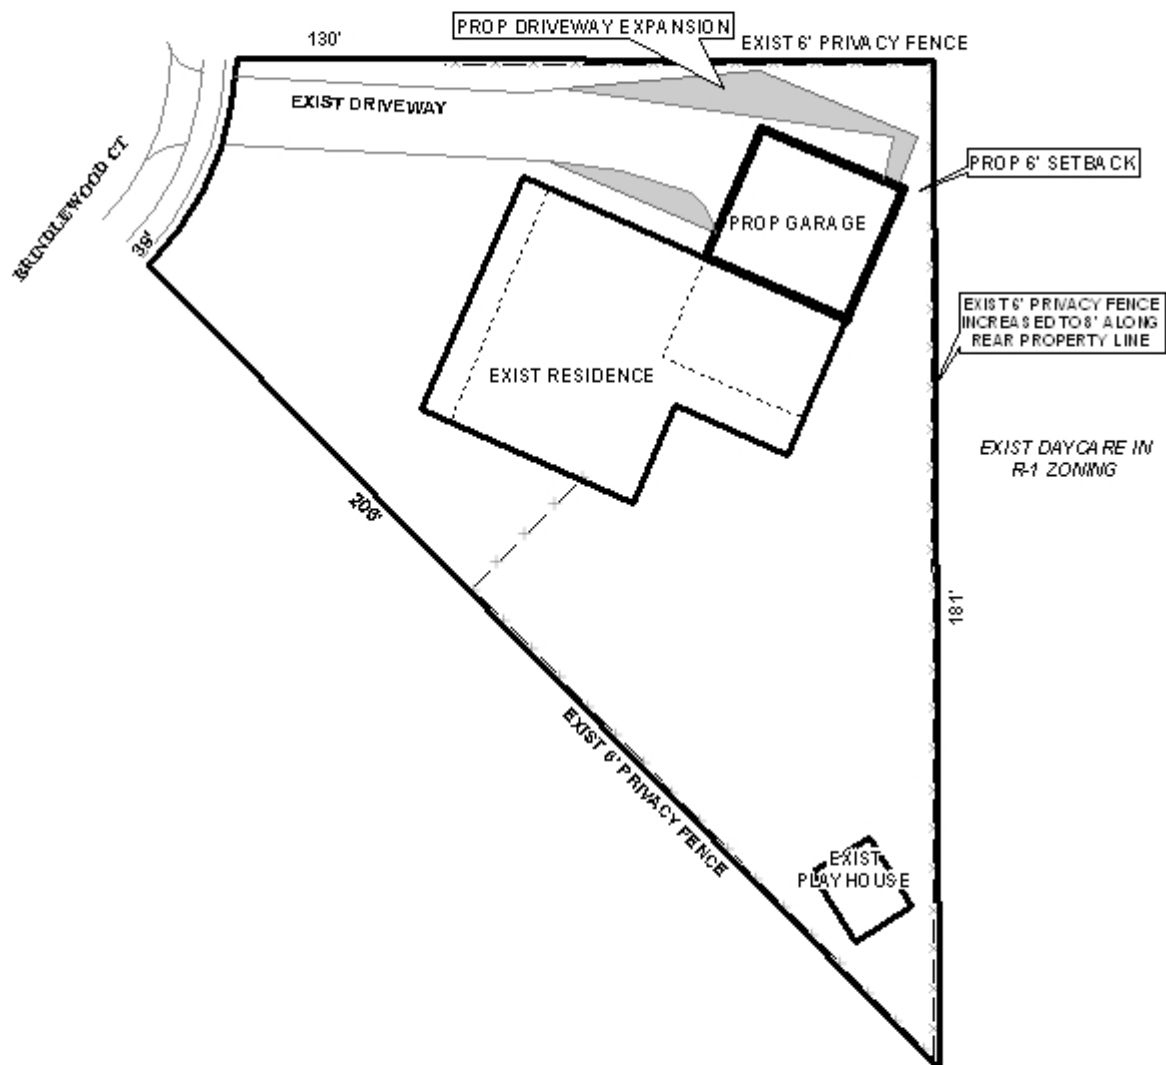 PROP DRIVEWAY EXPANSION
130'
EXIST 6' PRIVACY FENCE
EXIST DRIVEWAY
PROP 6' SETBACK
BRINDLEWOOD CT
39'
PROP GARAGE
EXIST 6' PRIVACY FENCE
INCREASED TO 8' ALONG
REAR PROPERTY LINE
EXIST RESIDENCE
EXIST DAYCARE IN
R-1 ZONING
206'
181'
EXIST 6' PRIVACY FENCE
EXIST
PLAYHOUSE